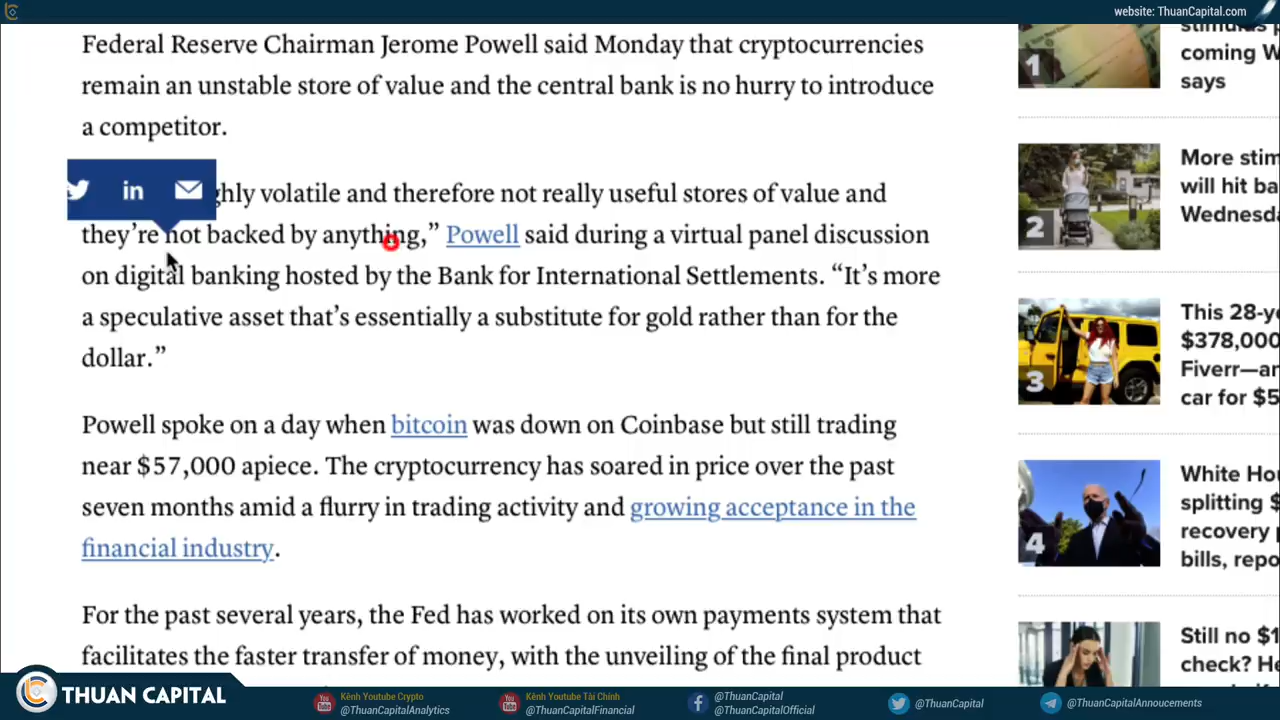 website: ThuanCapital.com
Federal Reserve Chairman Jerome Powell said Monday that cryptocurrencies
remain an unstable store of value and the central bank is no hurry to introduce
a competitor.
in
ghly volatile and therefore not really useful stores of value and
they’re not backed by anything,” Powell said during a virtual panel discussion
on digital banking hosted by the Bank for International Settlements. “It’s more
a speculative asset that’s essentially a substitute for gold rather than for the
dollar.”
Powell spoke on a day when bitcoin was down on Coinbase but still trading
near $57,000 apiece. The cryptocurrency has soared in price over the past
seven months amid a flurry in trading activity and growing acceptance in the
financial industry.
For the past several years, the Fed has worked on its own payments system that
facilitates the faster transfer of money, with the unveiling of the final product
1
coming W
says
2
More stim
will hit ba
Wednesda
3
This 28-ye
$378,000
Fiverr—an
car for $5
4
White Hou
splitting $
recovery p
bills, repo
Still no $1
check? He
THUAN CAPITAL
Kênh Youtube Crypto
@ThuanCapitalAnalytics
Kênh Youtube Tài Chính
@ThuanCapitalFinancial
@ThuanCapital
@ThuanCapitalOfficial
@ThuanCapital
@ThuanCapitalAnnoucements